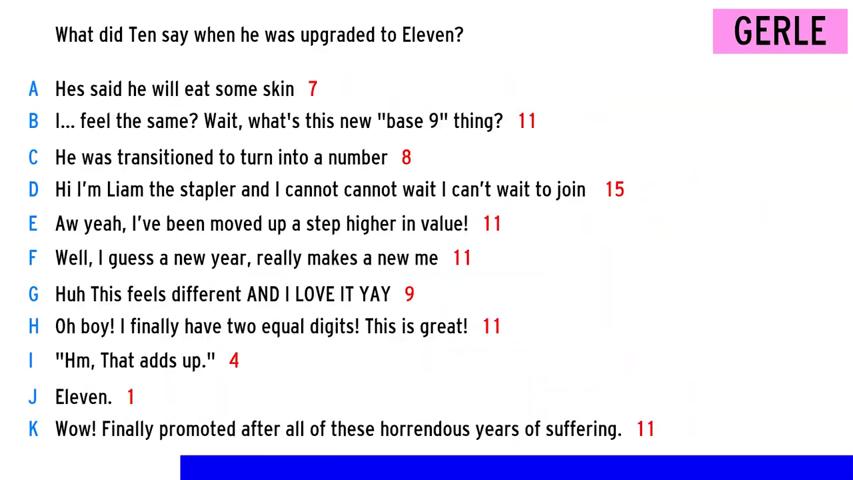 What did Ten say when he was upgraded to Eleven?
GERLE
A Hes said he will eat some skin 7
B I... feel the same? Wait, what's this new "base 9" thing? 11
C He was transitioned to turn into a number 8
D Hi I'm Liam the stapler and I cannot cannot wait I can't wait to join 15
E Aw yeah, I've been moved up a step higher in value! 11
F Well, I guess a new year, really makes a new me 11
G Huh This feels different AND I LOVE IT YAY 9
H Oh boy! I finally have two equal digits! This is great! 11
I "Hm, That adds up." 4
J Eleven. 1
K Wow! Finally promoted after all of these horrendous years of suffering. 11